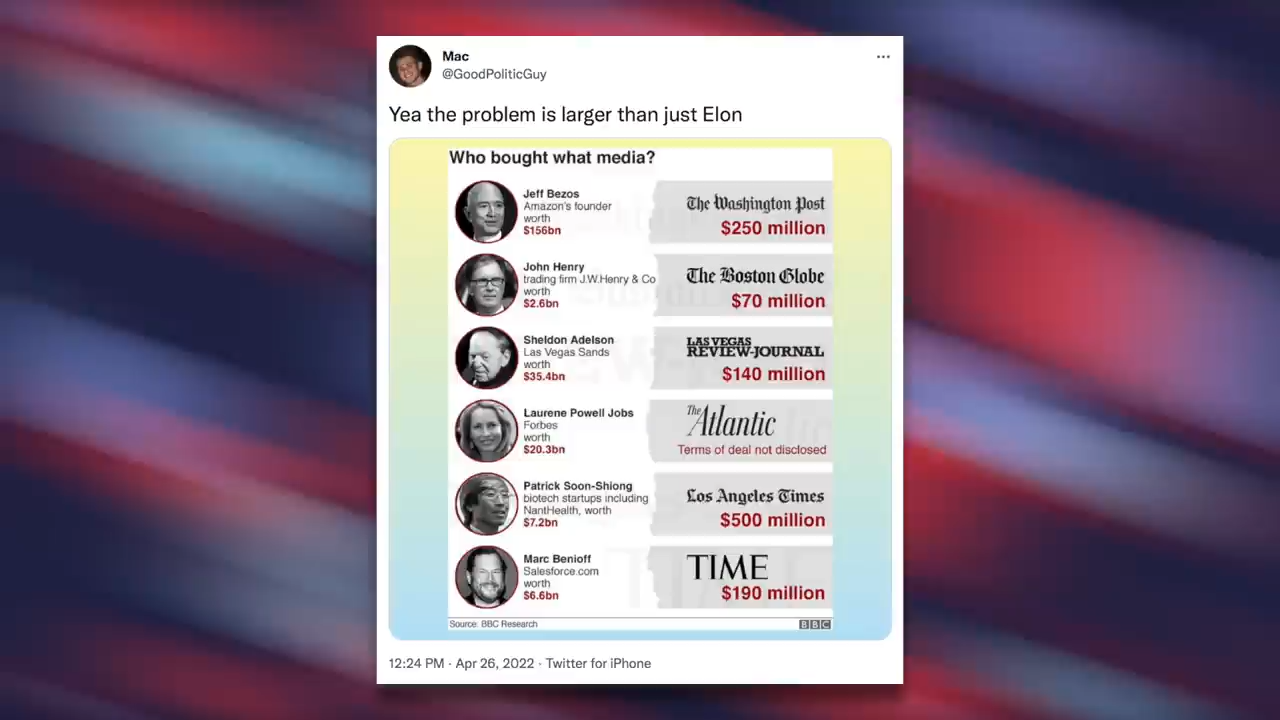 Mac
@GoodPoliticGuy
Yea the problem is larger than just Elon
Who bought what media?
Jeff Bezos
Amazon's founder
worth
$156bn
The Washington Post
$250 million
John Henry
trading firm J.W.Henry & Co
worth
$2.6bn
The Boston Globe
$70 million
Sheldon Adelson
Las Vegas Sands
worth
$35.4bn
LAS VEGAS
REVIEW-JOURNAL
$140 million
Laurene Powell Jobs
Forbes
worth
$20.3bn
The Atlantic
Terms of deal not disclosed
Patrick Soon-Shiong
biotech startups including
NantHealth, worth
$7.2bn
Los Angeles Times
$500 million
Marc Benioff
Salesforce.com
worth
$6.6bn
TIME
$190 million
Source: BBC Research
BBC
12:24 PM · Apr 26, 2022 · Twitter for iPhone